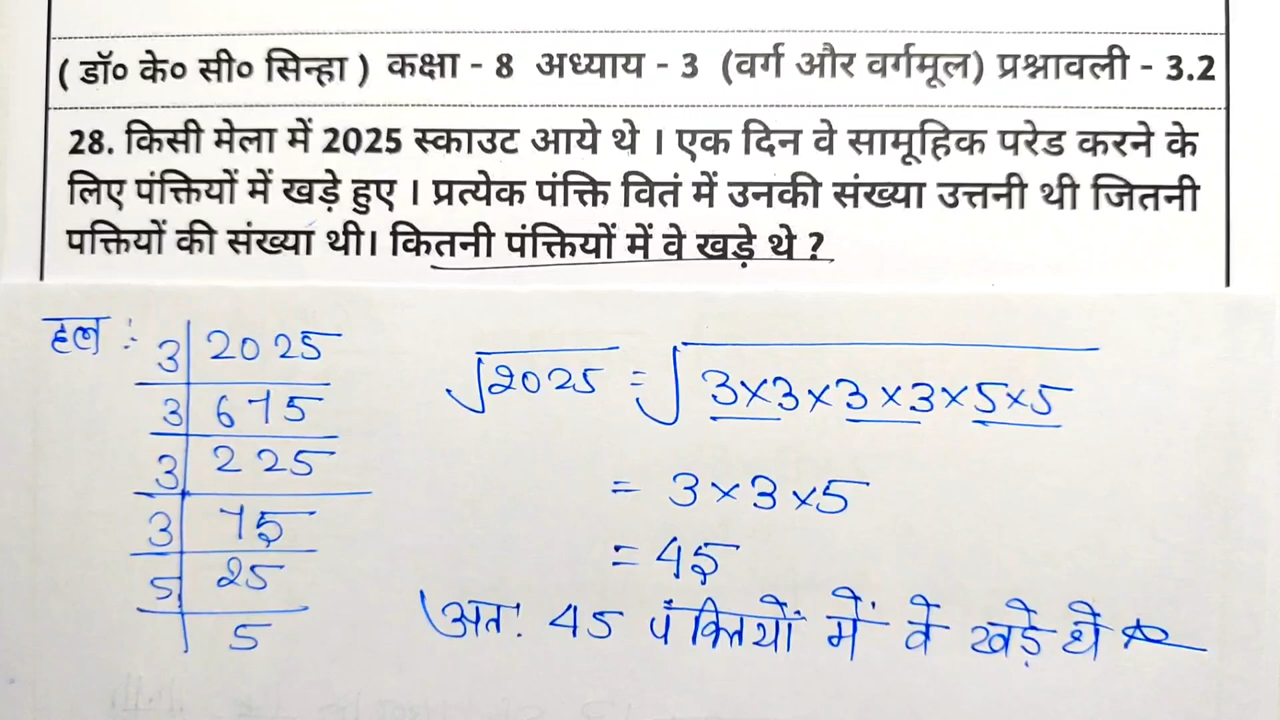 ( डॉ० के० सी० सिन्हा ) कक्षा - 8 अध्याय - 3 (वर्ग और वर्गमूल) प्रश्नावली - 3.2
28. किसी मेला में 2025 स्काउट आये थे । एक दिन वे सामूहिक परेड करने के
लिए पंक्तियों में खड़े हुए । प्रत्येक पंक्ति वितं में उनकी संख्या उत्तनी थी जितनी
पक्तियों की संख्या थी। कितनी पंक्तियों में वे खड़े थे ?
हल :
3 | 2025
3 | 675
3 | 225
3 | 75
5 | 25
| 5
√2025 = √3×3×3×3×5×5
= 3×3×5
= 45
अत: 45 पंक्तियों में वे खड़े थे